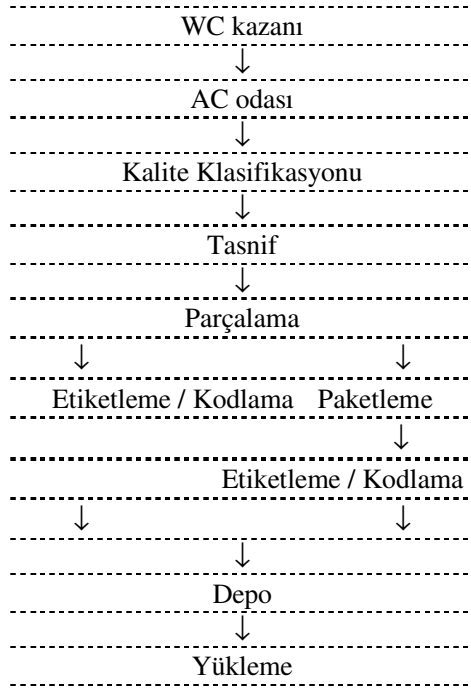 WC kazanı
↓
AC odası
↓
Kalite Klasifikasyonu
↓
Tasnif
↓
Parçalama
↓ ↓
Etiketleme / Kodlama Paketleme
↓
Etiketleme / Kodlama
↓ ↓
↓
Depo
↓
Yükleme